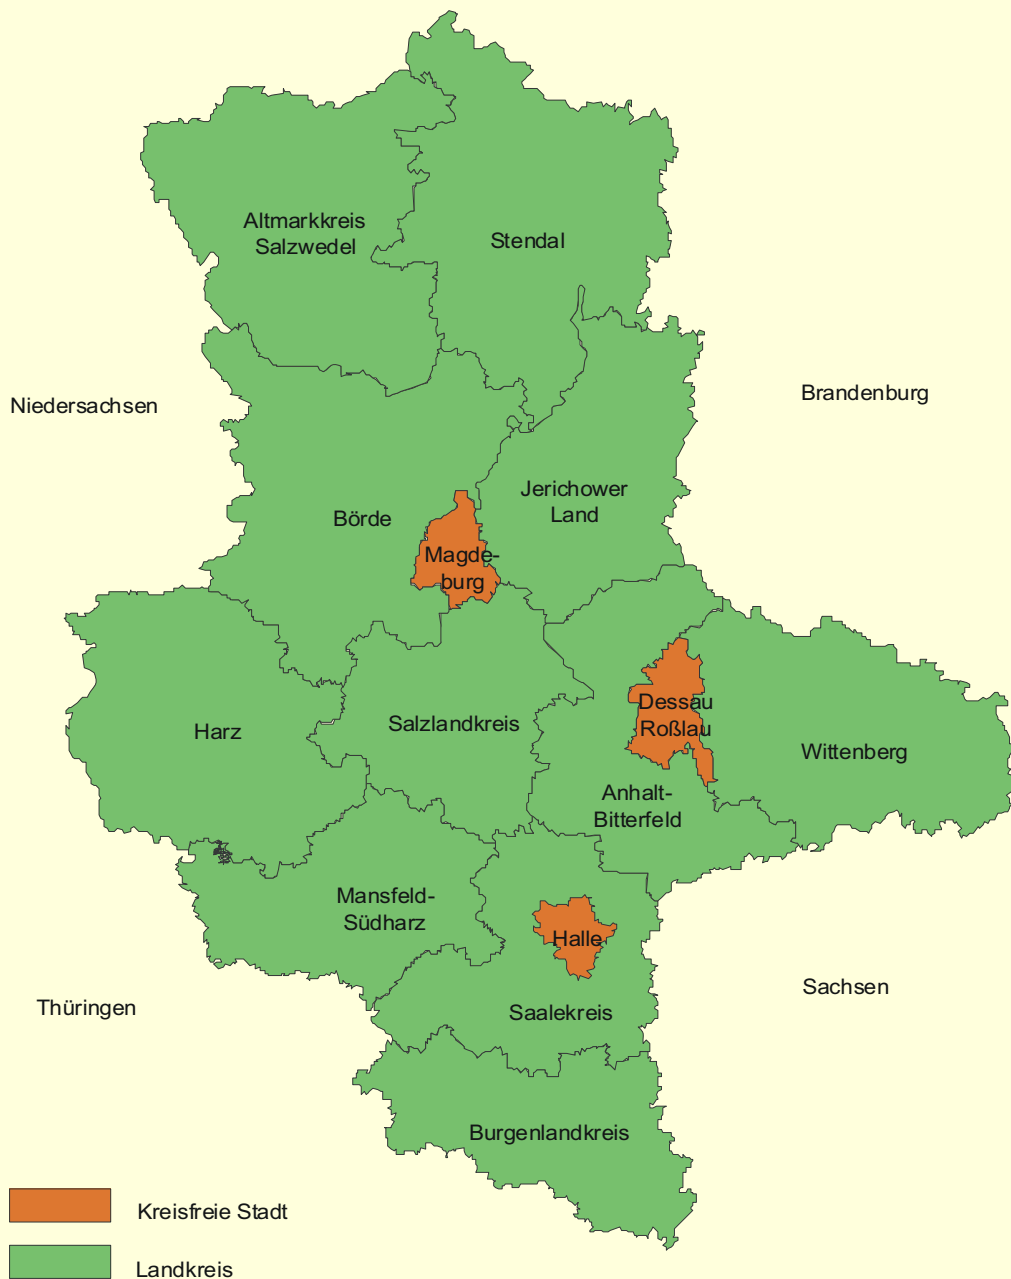 Altmarkkreis
Salzwedel
Stendal
Niedersachsen
Brandenburg
Jerichower
Land
Börde
Magde-
burg
Dessau
Roßlau
Harz
Salzlandkreis
Wittenberg
Anhalt-
Bitterfeld
Mansfeld-
Südharz
Halle
Thüringen
Saalekreis
Sachsen
Burgenlandkreis
Kreisfreie Stadt
Landkreis